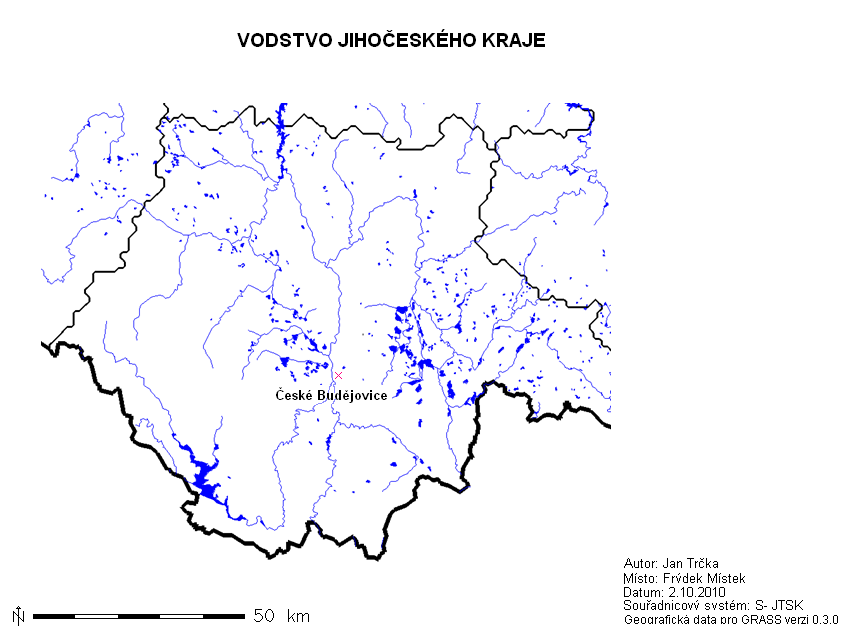 VODSTVO JIHOČESKÉHO KRAJE
České Budějovice
Autor: Jan Trčka
Místo: Frýdek Místek
Datum: 2.10.2010
Souřadnicový systém: S- JTSK
Geografická data pro GRASS verzi 0.3.0
N 50 km